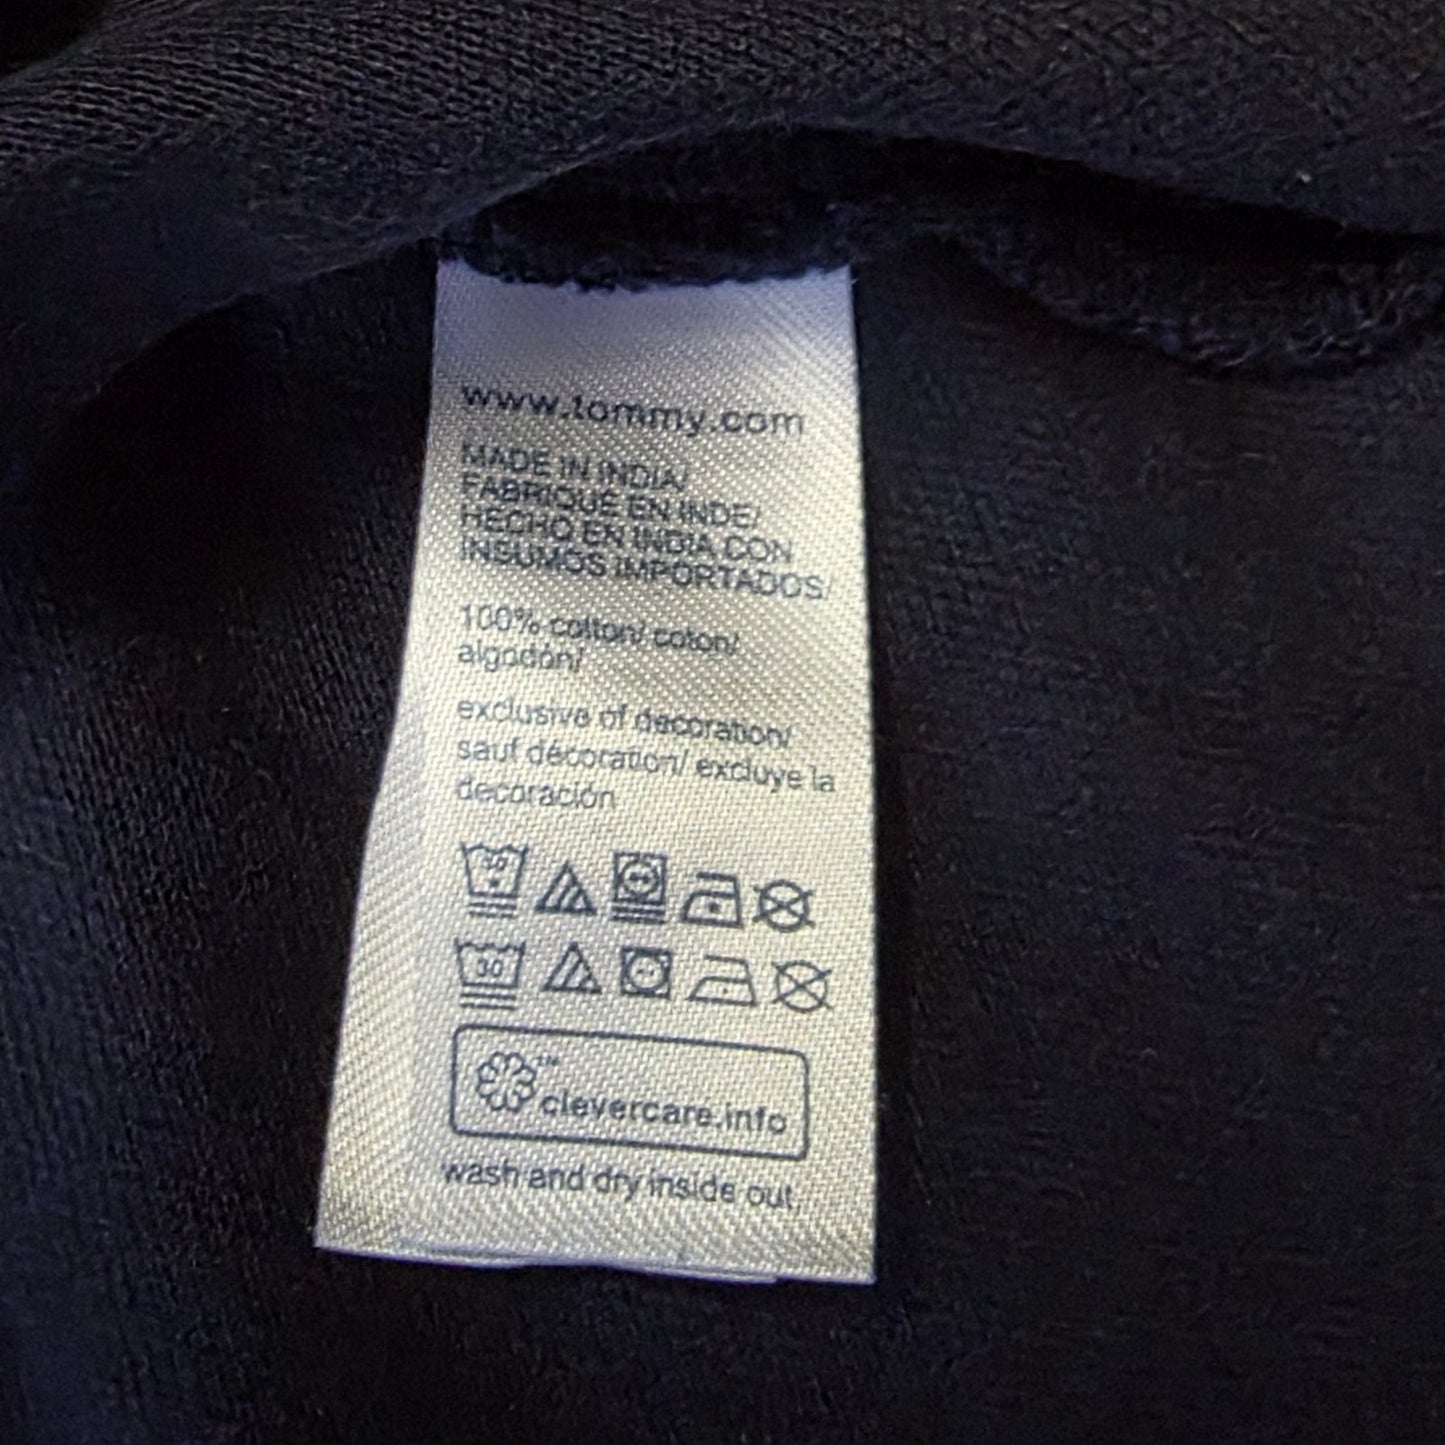 www.tommy.com
MADE IN INDIA/
FABRIQUÉ EN INDE/
HECHO EN INDIA CON
INSUMOS IMPORTADOS/
100% cotton/ coton/
algodón/
exclusive of decoration/
sauf décoration/ excluye la
decoración
30
30
™
clevercare.info
wash and dry inside out,